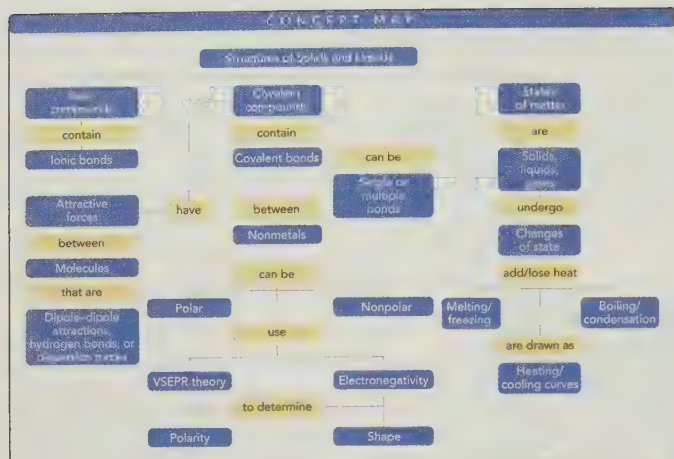 CONCEPT MAP
Structures of Solids and Liquids
compounds
contain
Ionic bonds
Attractive
forces
between
Molecules
that are
Dipole–dipole
attractions,
hydrogen bonds, or
dispersion forces
have
Covalent
compounds
contain
Covalent bonds
between
Nonmetals
can be
Single or
multiple
bonds
can be
Polar
Nonpolar
use
VSEPR theory
Electronegativity
to determine
Polarity
Shape
States
of matter
are
Solids,
liquids,
undergo
Changes
of state
add/lose heat
Melting/
freezing
Boiling/
condensation
are drawn as
Heating/
cooling curves